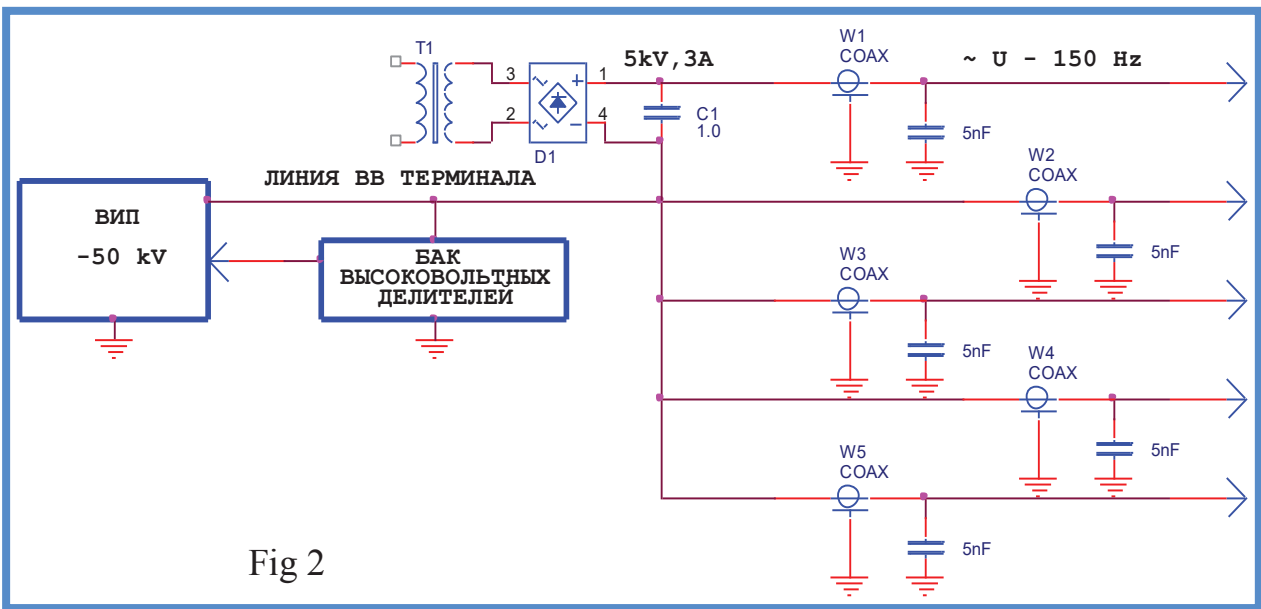 T1
3
2
1
4
D1
5kV,3A
C1
1.0
W1
COAX
~ U - 150 Hz
5nF
ЛИНИЯ ВВ ТЕРМИНАЛА
ВИП
-50 kV
БАК
ВЫСОКОВОЛЬТНЫХ
ДЕЛИТЕЛЕЙ
W2
COAX
5nF
W3
COAX
5nF
W4
COAX
5nF
W5
COAX
5nF
Fig 2